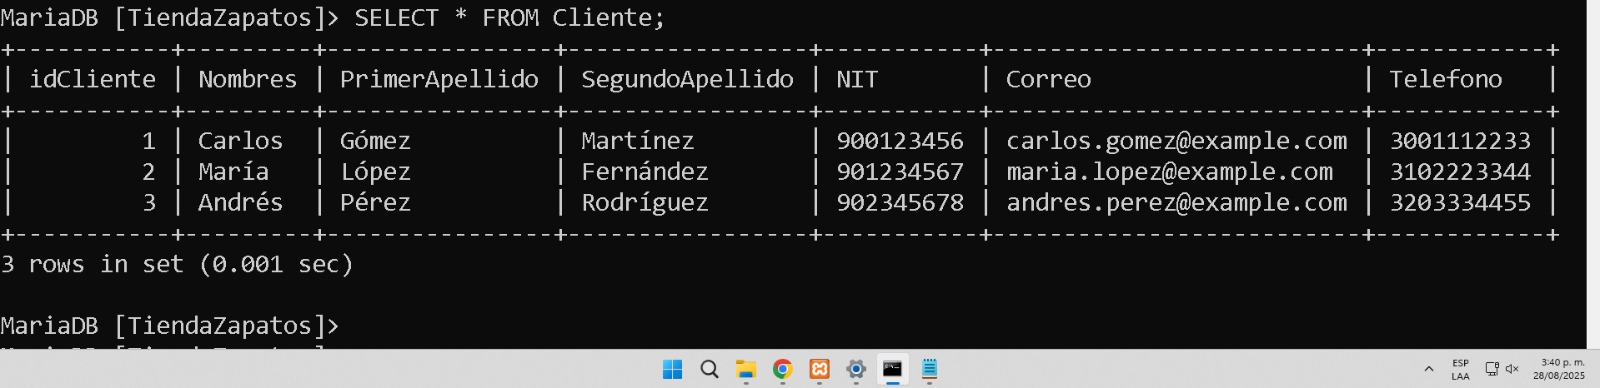 MariaDB [TiendaZapatos]> SELECT * FROM Cliente;
+-----------+---------+----------------+-----------------+-----------+--------------------------+------------+
| idCliente | Nombres | PrimerApellido | SegundoApellido | NIT       | Correo                   | Telefono   |
+-----------+---------+----------------+-----------------+-----------+--------------------------+------------+
|         1 | Carlos  | Gómez          | Martínez        | 900123456 | carlos.gomez@example.com | 3001112233 |
|         2 | María   | López          | Fernández       | 901234567 | maria.lopez@example.com  | 3102223344 |
|         3 | Andrés  | Pérez          | Rodríguez       | 902345678 | andres.perez@example.com | 3203334455 |
+-----------+---------+----------------+-----------------+-----------+--------------------------+------------+
3 rows in set (0.001 sec)
MariaDB [TiendaZapatos]>
ESP
LAA
3:40 p. m.
28/08/2025